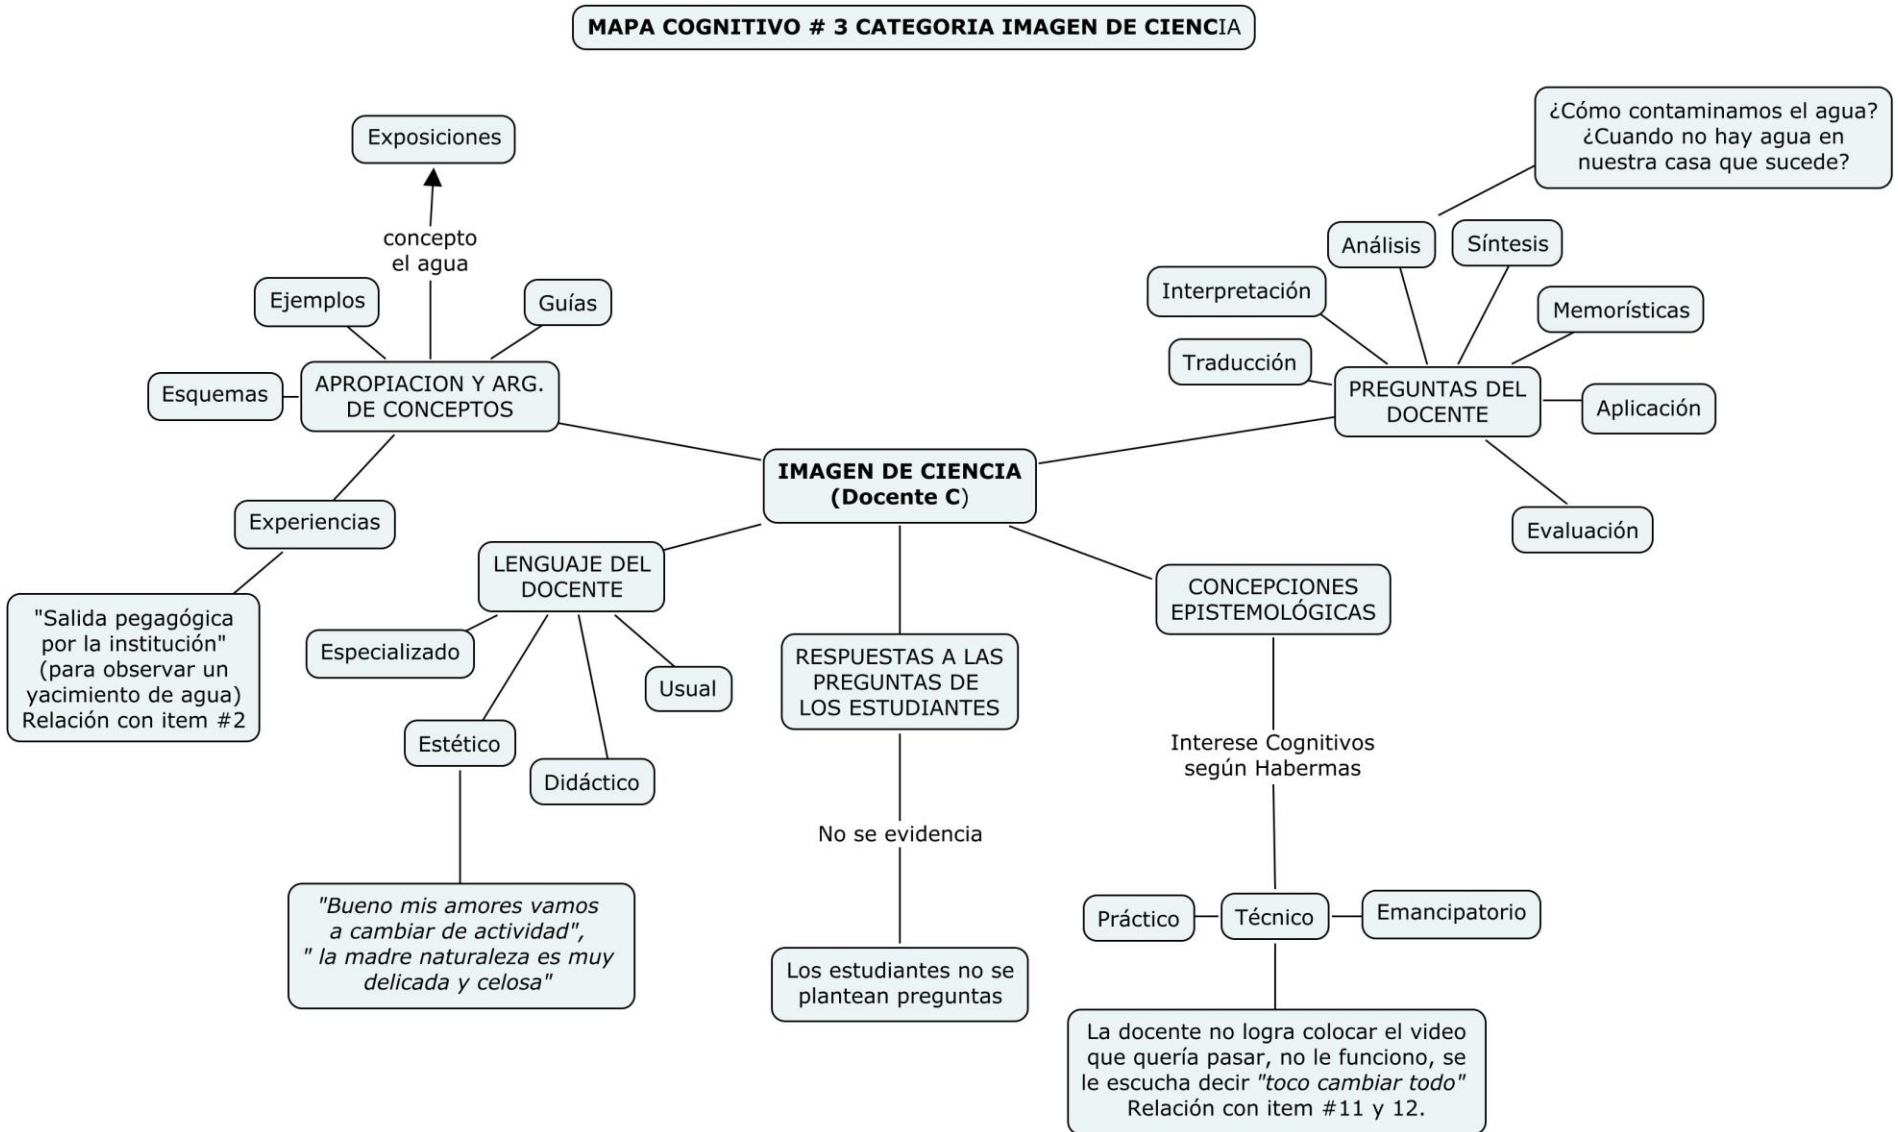 MAPA COGNITIVO # 3 CATEGORIA IMAGEN DE CIENCIA
Exposiciones
concepto
el agua
Ejemplos
Guías
Esquemas
APROPIACION Y ARG.
DE CONCEPTOS
Experiencias
"Salida pegagógica
por la institución"
(para observar un
yacimiento de agua)
Relación con item #2
¿Cómo contaminamos el agua?
¿Cuando no hay agua en
nuestra casa que sucede?
Análisis
Síntesis
Interpretación
Memorísticas
Traducción
PREGUNTAS DEL
DOCENTE
Aplicación
Evaluación
IMAGEN DE CIENCIA
(Docente C)
LENGUAJE DEL
DOCENTE
Especializado
Usual
Estético
Didáctico
"Bueno mis amores vamos
a cambiar de actividad",
" la madre naturaleza es muy
delicada y celosa"
RESPUESTAS A LAS
PREGUNTAS DE
LOS ESTUDIANTES
No se evidencia
Los estudiantes no se
plantean preguntas
CONCEPCIONES
EPISTEMOLÓGICAS
Interese Cognitivos
según Habermas
Práctico
Técnico
Emancipatorio
La docente no logra colocar el video
que quería pasar, no le funciono, se
le escucha decir "toco cambiar todo"
Relación con item #11 y 12.